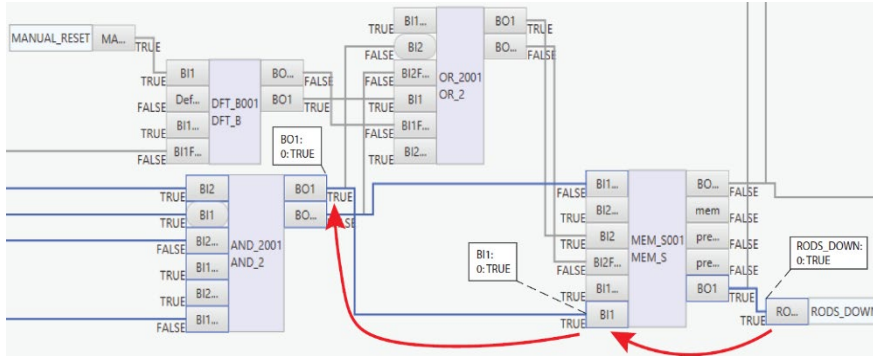 MANUAL_RESET MA... TRUE
TRUE BI1 BO... FALSE
FALSE Def... BO1 TRUE
DFT_B001
DFT_B
TRUE BI1...
FALSE BI1F...
TRUE BI1... BO1 TRUE
FALSE BI2 BO... FALSE
FALSE BI2F...
OR_2001
OR_2
TRUE BI1
FALSE BI1F...
TRUE BI2...
BO1:
0: TRUE
TRUE BI2 BO1 TRUE
TRUE BI1 BO... FALSE
FALSE BI2...
AND_2001
AND_2
TRUE BI1...
TRUE BI2...
FALSE BI1...
FALSE BI1... BO... FALSE
TRUE BI2... mem FALSE
TRUE BI2 pre... FALSE
MEM_S001
MEM_S
FALSE BI2F... pre... FALSE
TRUE BI1... BO1 TRUE
TRUE BI1
BI1:
0: TRUE
RODS_DOWN:
0: TRUE
TRUE RO... RODS_DOWN